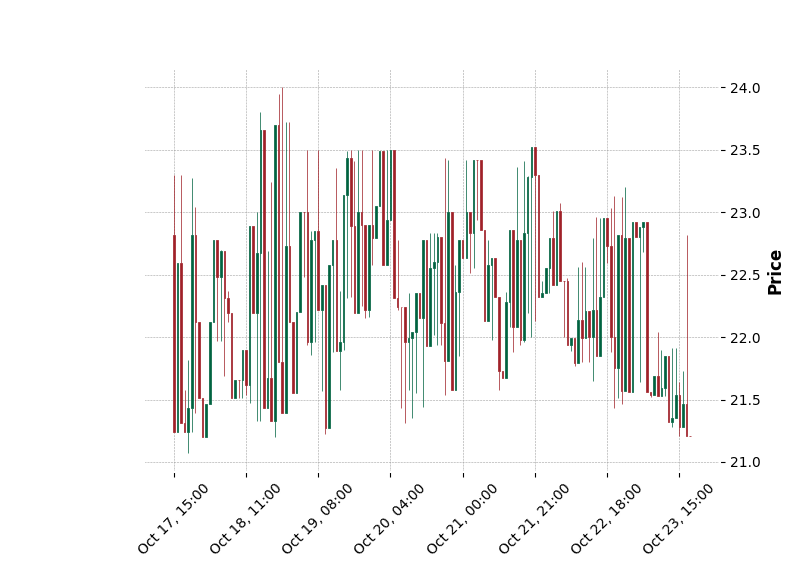 24.0
23.5
23.0
22.5
22.0
21.5
21.0
Price
Oct 17, 15:00
Oct 18, 11:00
Oct 19, 08:00
Oct 20, 04:00
Oct 21, 00:00
Oct 21, 21:00
Oct 22, 18:00
Oct 23, 15:00